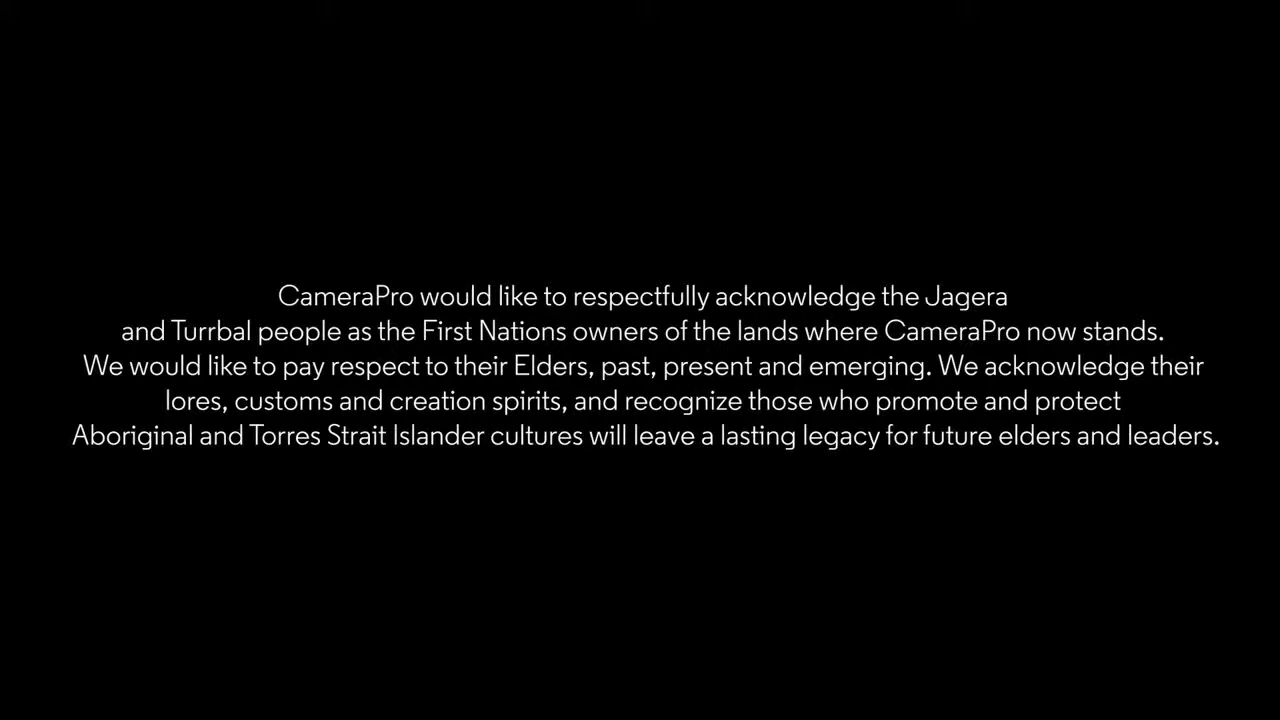 CameraPro would like to respectfully acknowledge the Jagera
and Turrbal people as the First Nations owners of the lands where CameraPro now stands.
We would like to pay respect to their Elders, past, present and emerging. We acknowledge their
lores, customs and creation spirits, and recognize those who promote and protect
Aboriginal and Torres Strait Islander cultures will leave a lasting legacy for future elders and leaders.